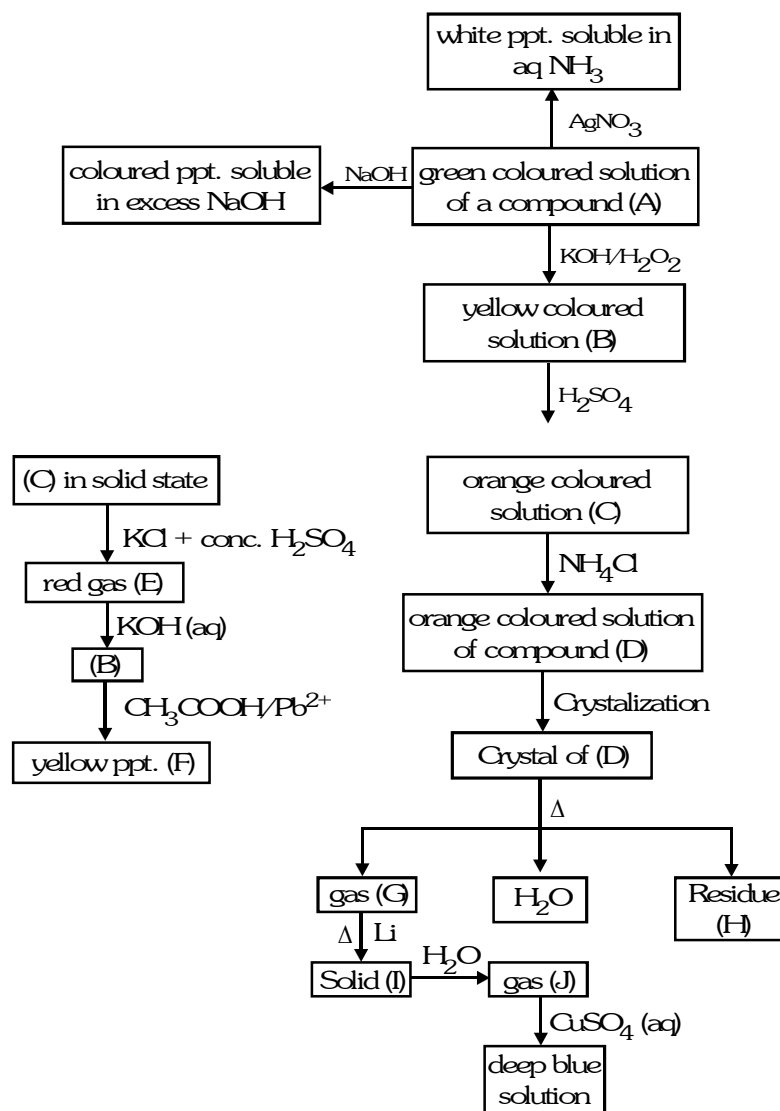 white ppt. soluble in
aq NH3
AgNO3
coloured ppt. soluble
in excess NaOH
NaOH
green coloured solution
of a compound (A)
KOH/H2O2
yellow coloured
solution (B)
H2SO4
(C) in solid state
KCl + conc. H2SO4
red gas (E)
KOH (aq)
(B)
CH3COOH/Pb2+
yellow ppt. (F)
orange coloured
solution (C)
NH4Cl
orange coloured solution
of compound (D)
Crystalization
Crystal of (D)
Δ
gas (G)
H2O
Residue
(H)
Δ Li
Solid (I)
H2O
gas (J)
CuSO4 (aq)
deep blue
solution